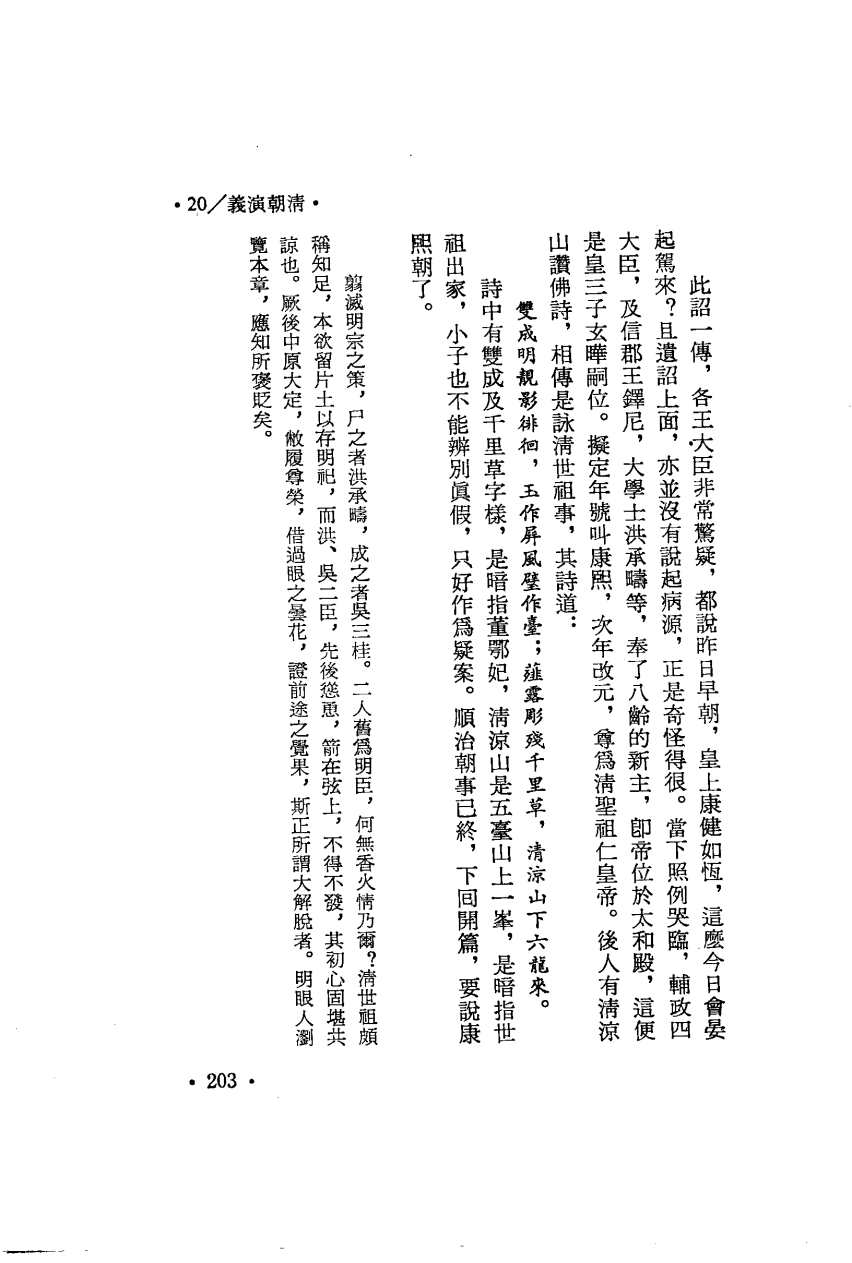 •20／義演朝清•
此詔一傳，各王大臣非常驚疑，都說昨日早朝，皇上康健如恆，這麼今日會晏
起駕來？且遺詔上面，亦並沒有說起病源，正是奇怪得很。當下照例哭臨，輔政四
大臣，及信郡王鐸尼，大學士洪承疇等，奉了八齡的新主，卽帝位於太和殿，這便
是皇三子玄曄嗣位。擬定年號叫康熙，次年改元，尊爲清聖祖仁皇帝。後人有清涼
山讚佛詩，相傳是詠清世祖事，其詩道：
雙成明靚影徘徊，玉作屏風璧作臺；薤露彫殘千里草，清涼山下六龍來。
詩中有雙成及千里草字樣，是暗指董鄂妃，清涼山是五臺山上一峯，是暗指世
祖出家，小子也不能辨別眞假，只好作爲疑案。順治朝事已終，下回開篇，要說康
熙朝了。
翦滅明宗之策，尸之者洪承疇，成之者吳三桂。二人舊爲明臣，何無香火情乃爾？清世祖頗
稱知足，本欲留片土以存明祀，而洪、吳二臣，先後慫恿，箭在弦上，不得不發，其初心固堪共
諒也。厥後中原大定，敝履尊榮，借過眼之曇花，證前途之覺果，斯正所謂大解脫者。明眼人瀏
覽本章，應知所褒貶矣。
•203•